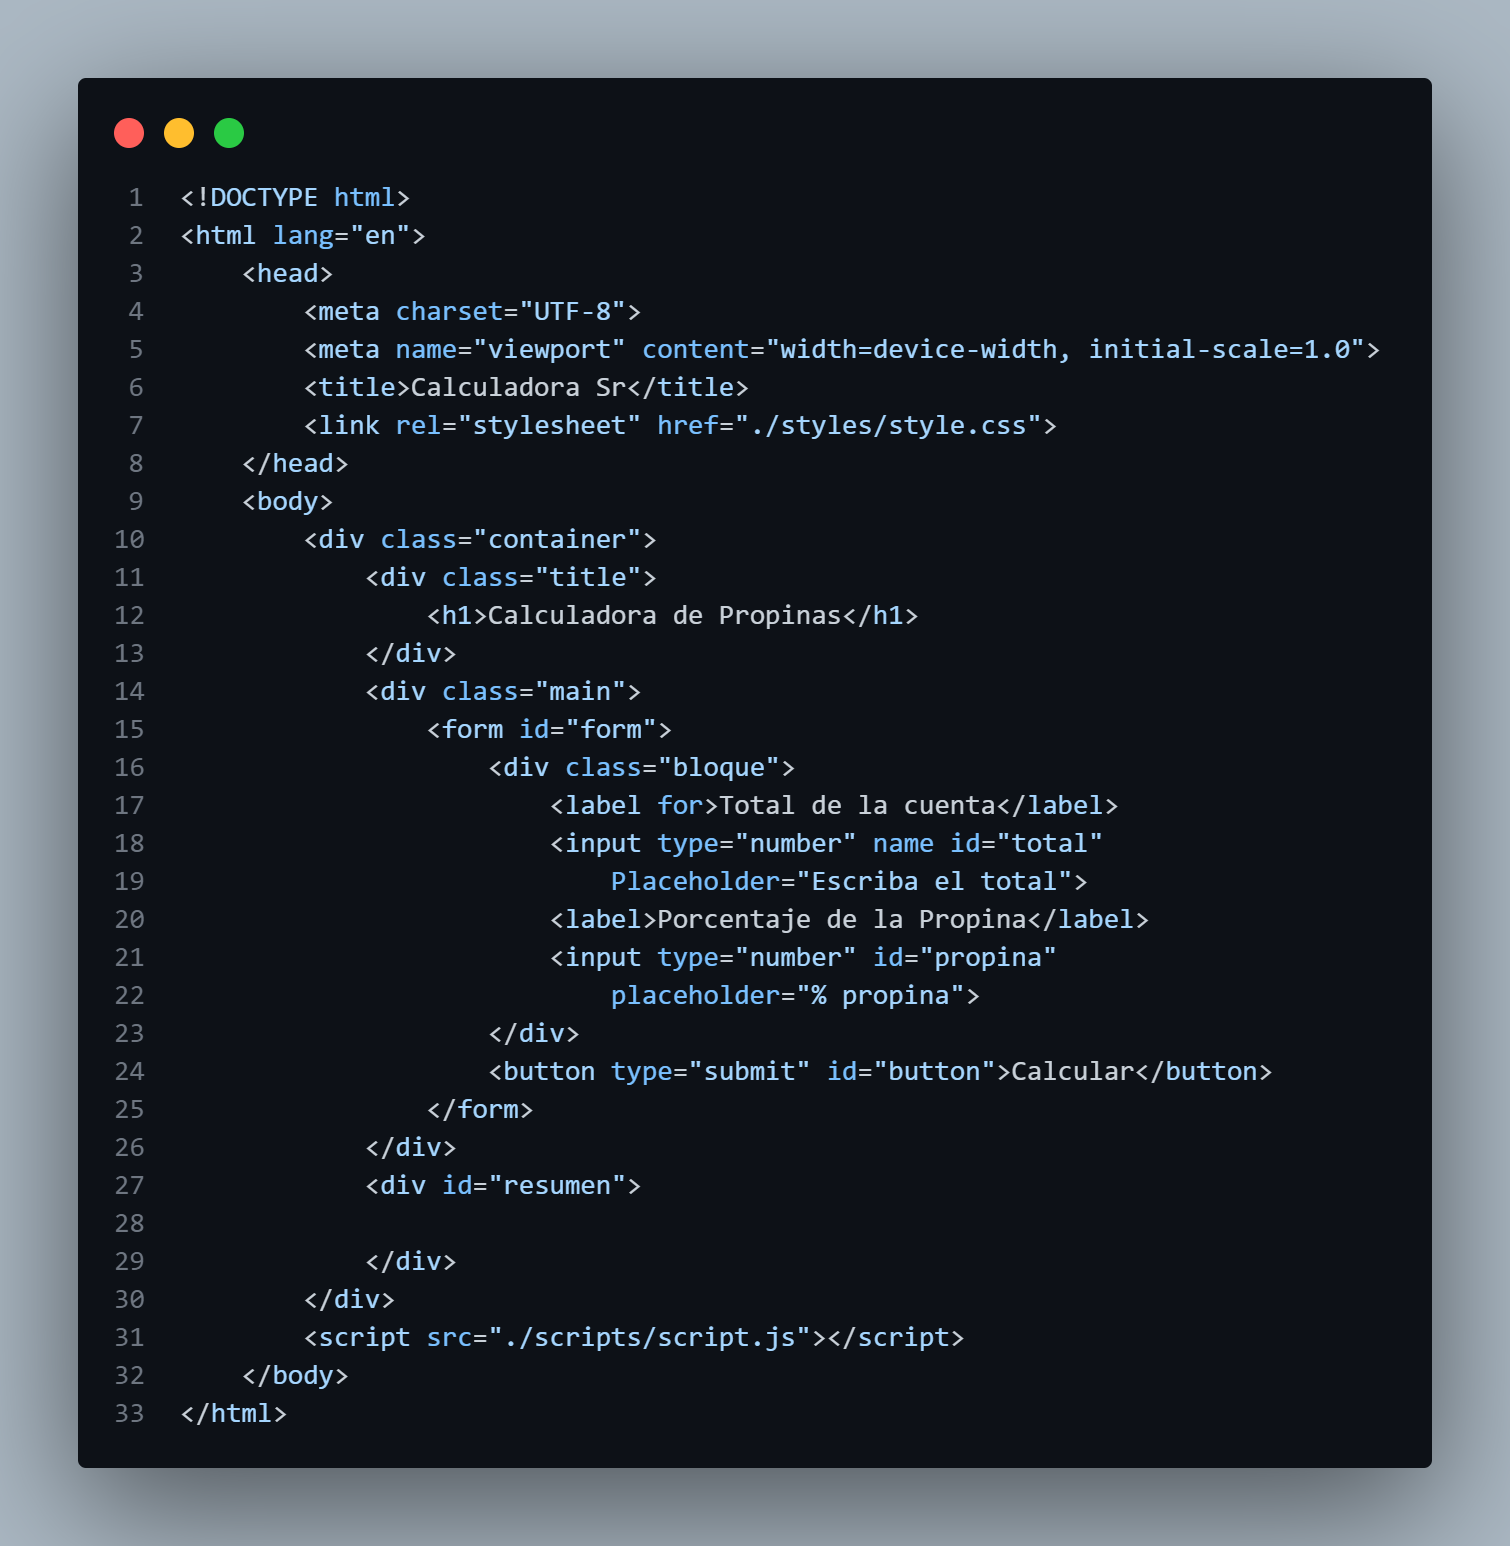 1 <!DOCTYPE html>
2 <html lang="en">
3     <head>
4         <meta charset="UTF-8">
5         <meta name="viewport" content="width=device-width, initial-scale=1.0">
6         <title>Calculadora Sr</title>
7         <link rel="stylesheet" href="./styles/style.css">
8     </head>
9     <body>
10         <div class="container">
11             <div class="title">
12                 <h1>Calculadora de Propinas</h1>
13             </div>
14             <div class="main">
15                 <form id="form">
16                     <div class="bloque">
17                         <label for>Total de la cuenta</label>
18                         <input type="number" name id="total"
19                             Placeholder="Escriba el total">
20                         <label>Porcentaje de la Propina</label>
21                         <input type="number" id="propina"
22                             placeholder="% propina">
23                     </div>
24                     <button type="submit" id="button">Calcular</button>
25                 </form>
26             </div>
27             <div id="resumen">
28
29             </div>
30         </div>
31         <script src="./scripts/script.js"></script>
32     </body>
33 </html>